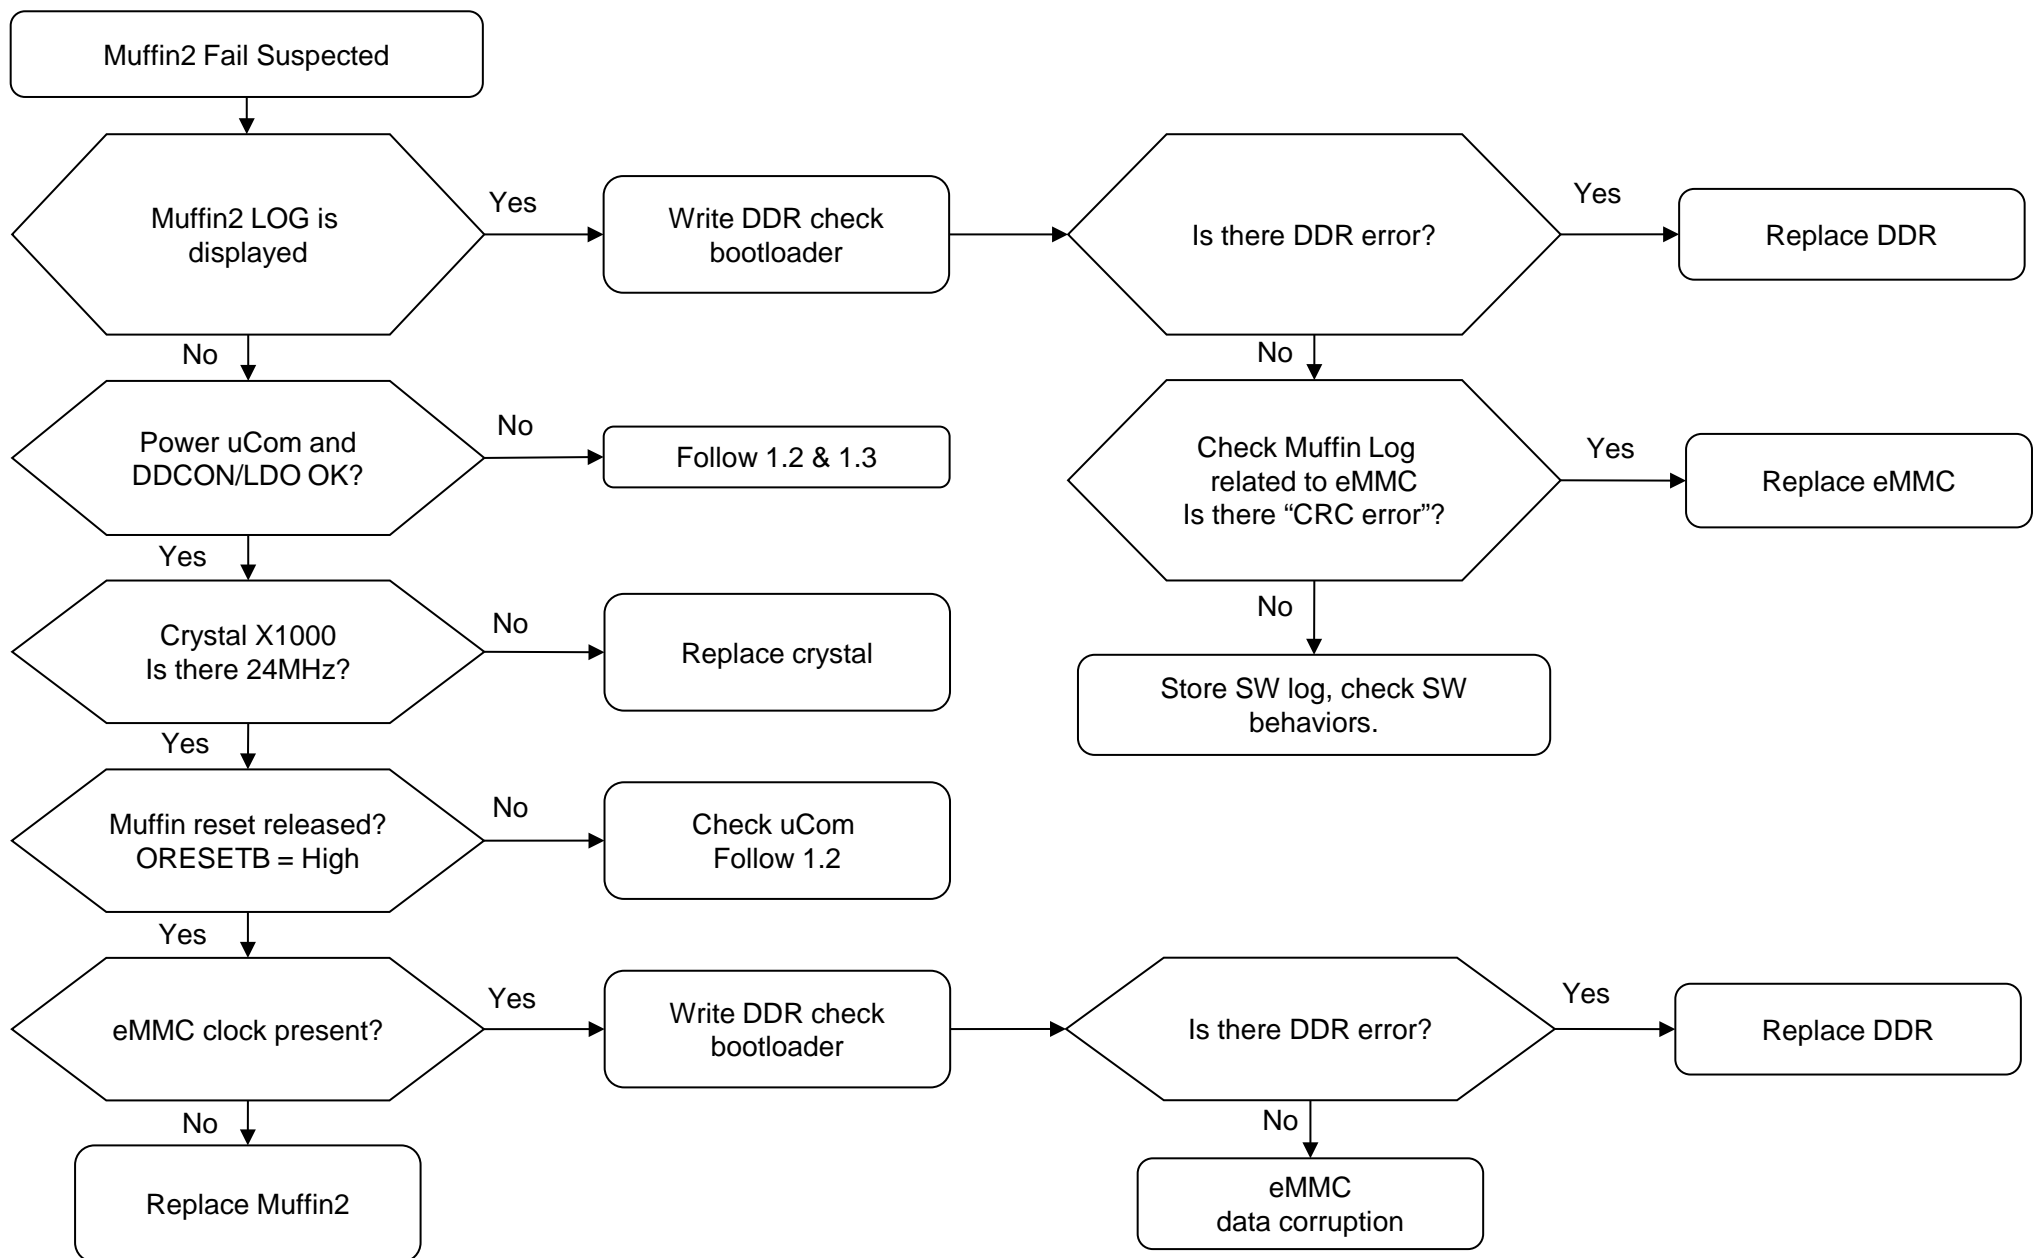 Muffin2 Fail Suspected
Muffin2 LOG is
displayed
Yes
Write DDR check
bootloader
Is there DDR error?
Yes
Replace DDR
No
No
Power uCom and
DDCON/LDO OK?
No
Follow 1.2 & 1.3
Check Muffin Log
related to eMMC
Is there “CRC error”?
Yes
Replace eMMC
Yes
No
Crystal X1000
Is there 24MHz?
No
Replace crystal
Store SW log, check SW
behaviors.
Yes
Muffin reset released?
ORESETB = High
No
Check uCom
Follow 1.2
Yes
eMMC clock present?
Yes
Write DDR check
bootloader
Is there DDR error?
Yes
Replace DDR
No
No
Replace Muffin2
eMMC
data corruption